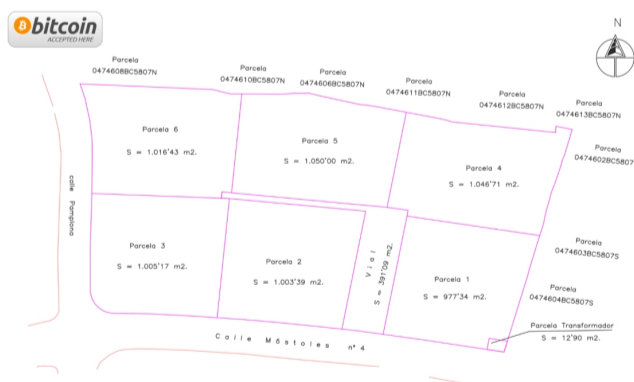 bitcoin
ACCEPTED HERE
N
Parcela
0474608BC5807N
Parcela
0474610BC5807N
Parcela
0474606BC5807N
Parcela
0474611BC5807N
Parcela
0474612BC5807N
Parcela
0474613BC5807N
Parcela
0474602BC5807
Parcela 6
S = 1.016'43 m2.
Parcela 5
S = 1.050'00 m2.
Parcela 4
S = 1.046'71 m2.
calle Pamplona
Parcela 3
S = 1.005'17 m2.
Parcela 2
S = 1.003'39 m2.
Vial
S = 391'09 m2.
Parcela 1
S = 977'34 m2.
Parcela
0474603BC5807S
Parcela
0474604BC5807S
Parcela Transformador
S = 12'90 m2.
Calle Móstoles nº 4